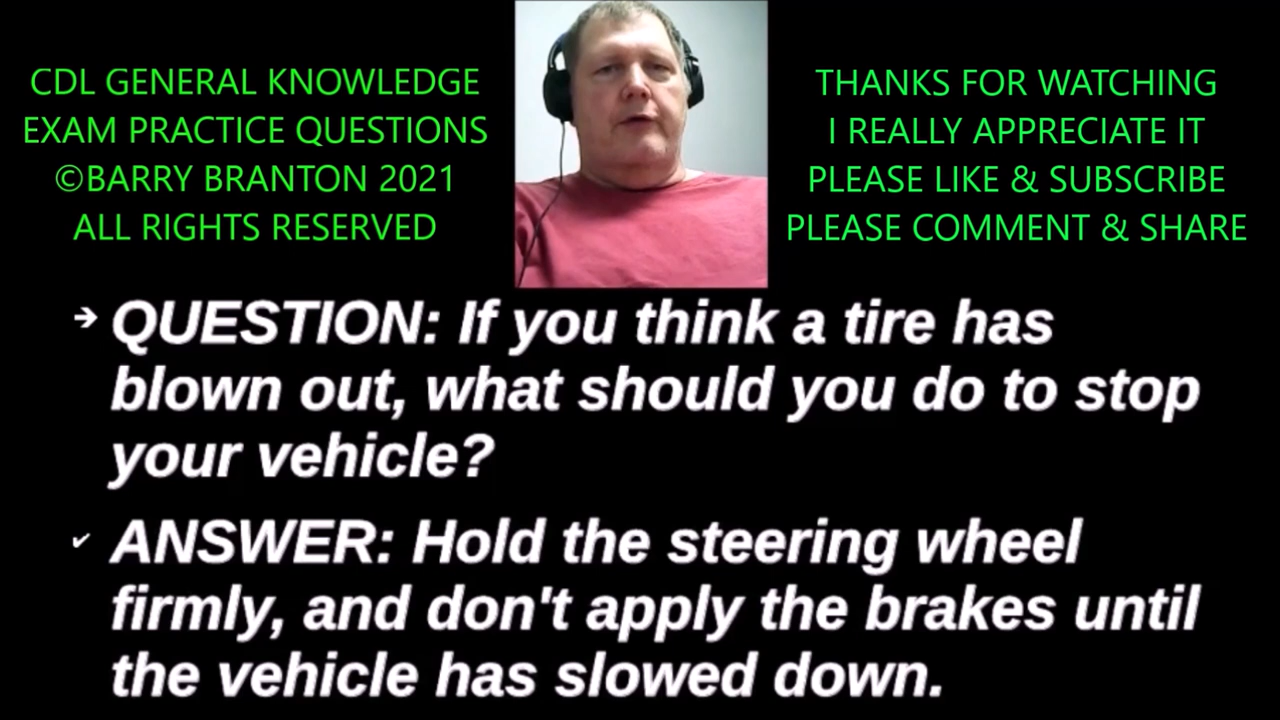 CDL GENERAL KNOWLEDGE
EXAM PRACTICE QUESTIONS
©BARRY BRANTON 2021
ALL RIGHTS RESERVED
THANKS FOR WATCHING
I REALLY APPRECIATE IT
PLEASE LIKE & SUBSCRIBE
PLEASE COMMENT & SHARE
➔ QUESTION: If you think a tire has
blown out, what should you do to stop
your vehicle?
✔ ANSWER: Hold the steering wheel
firmly, and don't apply the brakes until
the vehicle has slowed down.